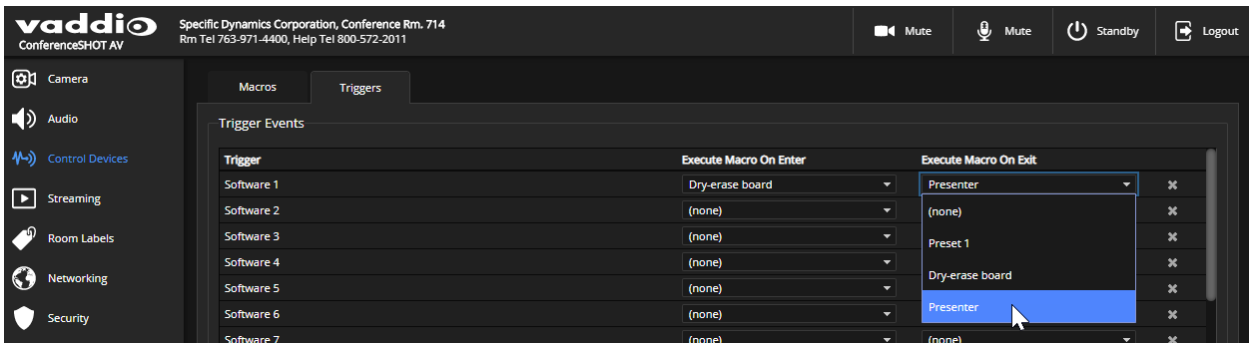 vaddio
ConferenceSHOT AV
Specific Dynamics Corporation, Conference Rm. 714
Rm Tel 763-971-4400, Help Tel 800-572-2011
Mute
Mute
Standby
Logout
Camera
Audio
Control Devices
Streaming
Room Labels
Networking
Security
Macros
Triggers
Trigger Events
Trigger Execute Macro On Enter Execute Macro On Exit
Software 1 Dry-erase board Presenter
Software 2 (none)
Software 3 (none)
Software 4 (none)
Software 5 (none)
Software 6 (none)
Software 7 (none) (none)
(none)
Preset 1
Dry-erase board
Presenter